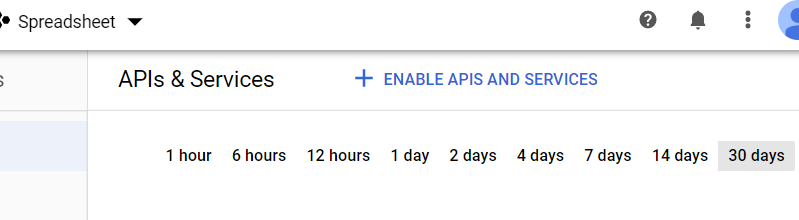 Spreadsheet
APIs & Services
ENABLE APIS AND SERVICES
1 hour 6 hours 12 hours 1 day 2 days 4 days 7 days 14 days 30 days